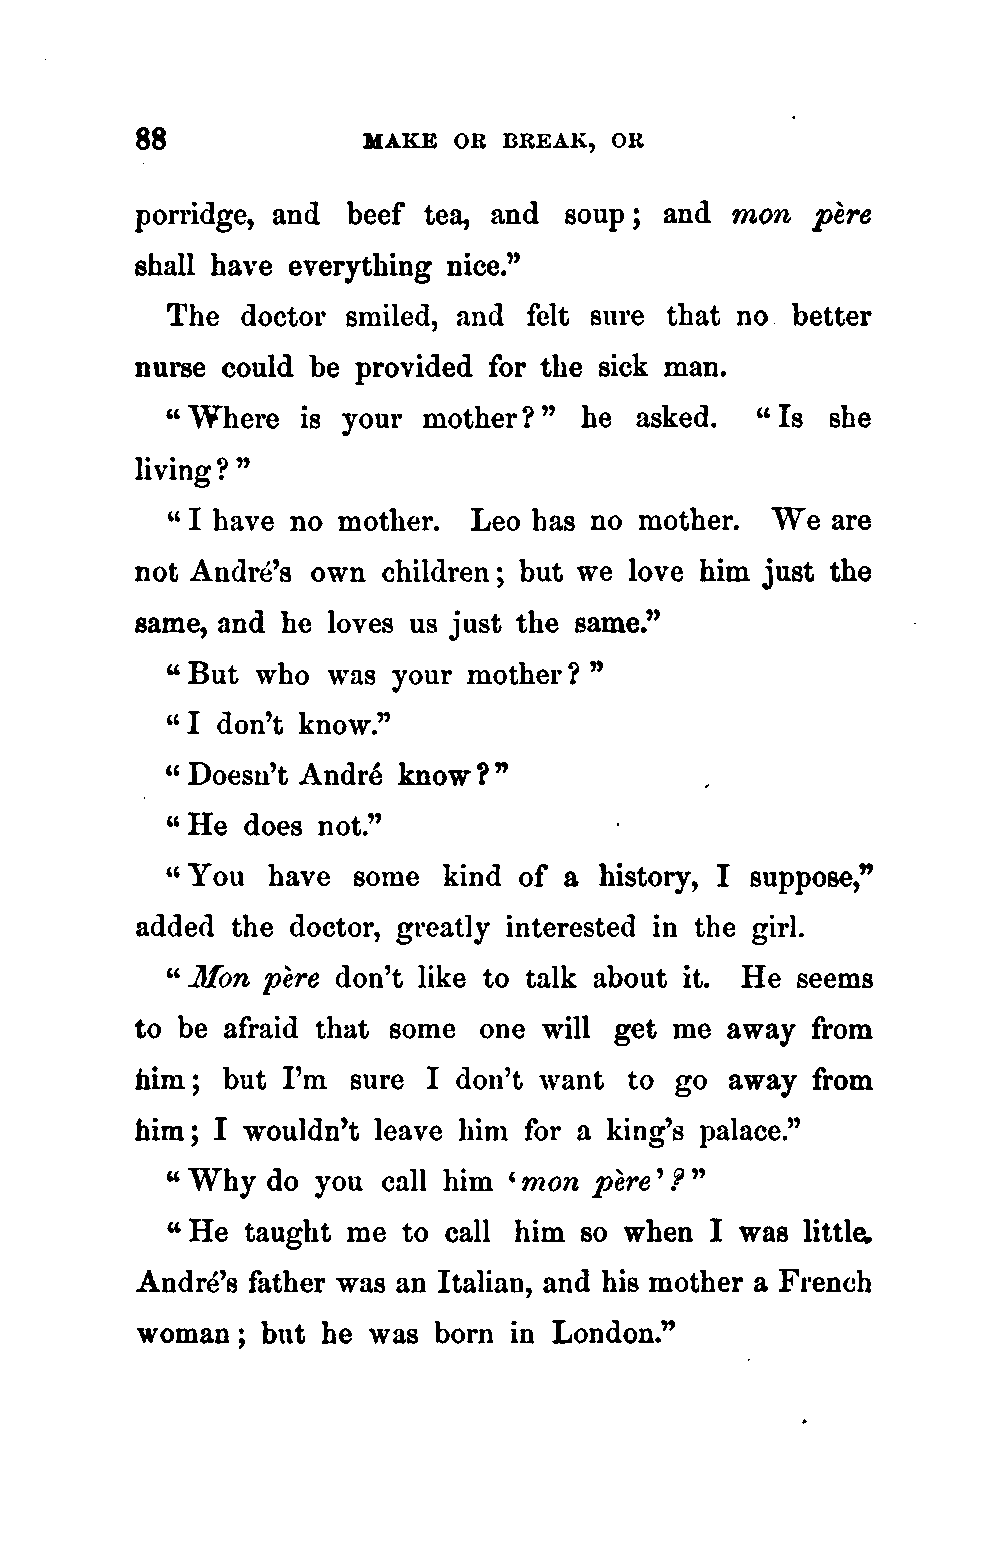 88 MAKE OR BREAK, OR
porridge, and beef tea, and soup; and mon père
shall have everything nice.”
The doctor smiled, and felt sure that no better
nurse could be provided for the sick man.
“Where is your mother?” he asked. “Is she
living?”
“I have no mother. Leo has no mother. We are
not André’s own children; but we love him just the
same, and he loves us just the same.”
“But who was your mother?”
“I don’t know.”
“Doesn’t André know?”
“He does not.”
“You have some kind of a history, I suppose,”
added the doctor, greatly interested in the girl.
“Mon père don’t like to talk about it. He seems
to be afraid that some one will get me away from
him; but I’m sure I don’t want to go away from
him; I wouldn’t leave him for a king’s palace.”
“Why do you call him ‘mon père’?”
“He taught me to call him so when I was little.
André’s father was an Italian, and his mother a French
woman; but he was born in London.”